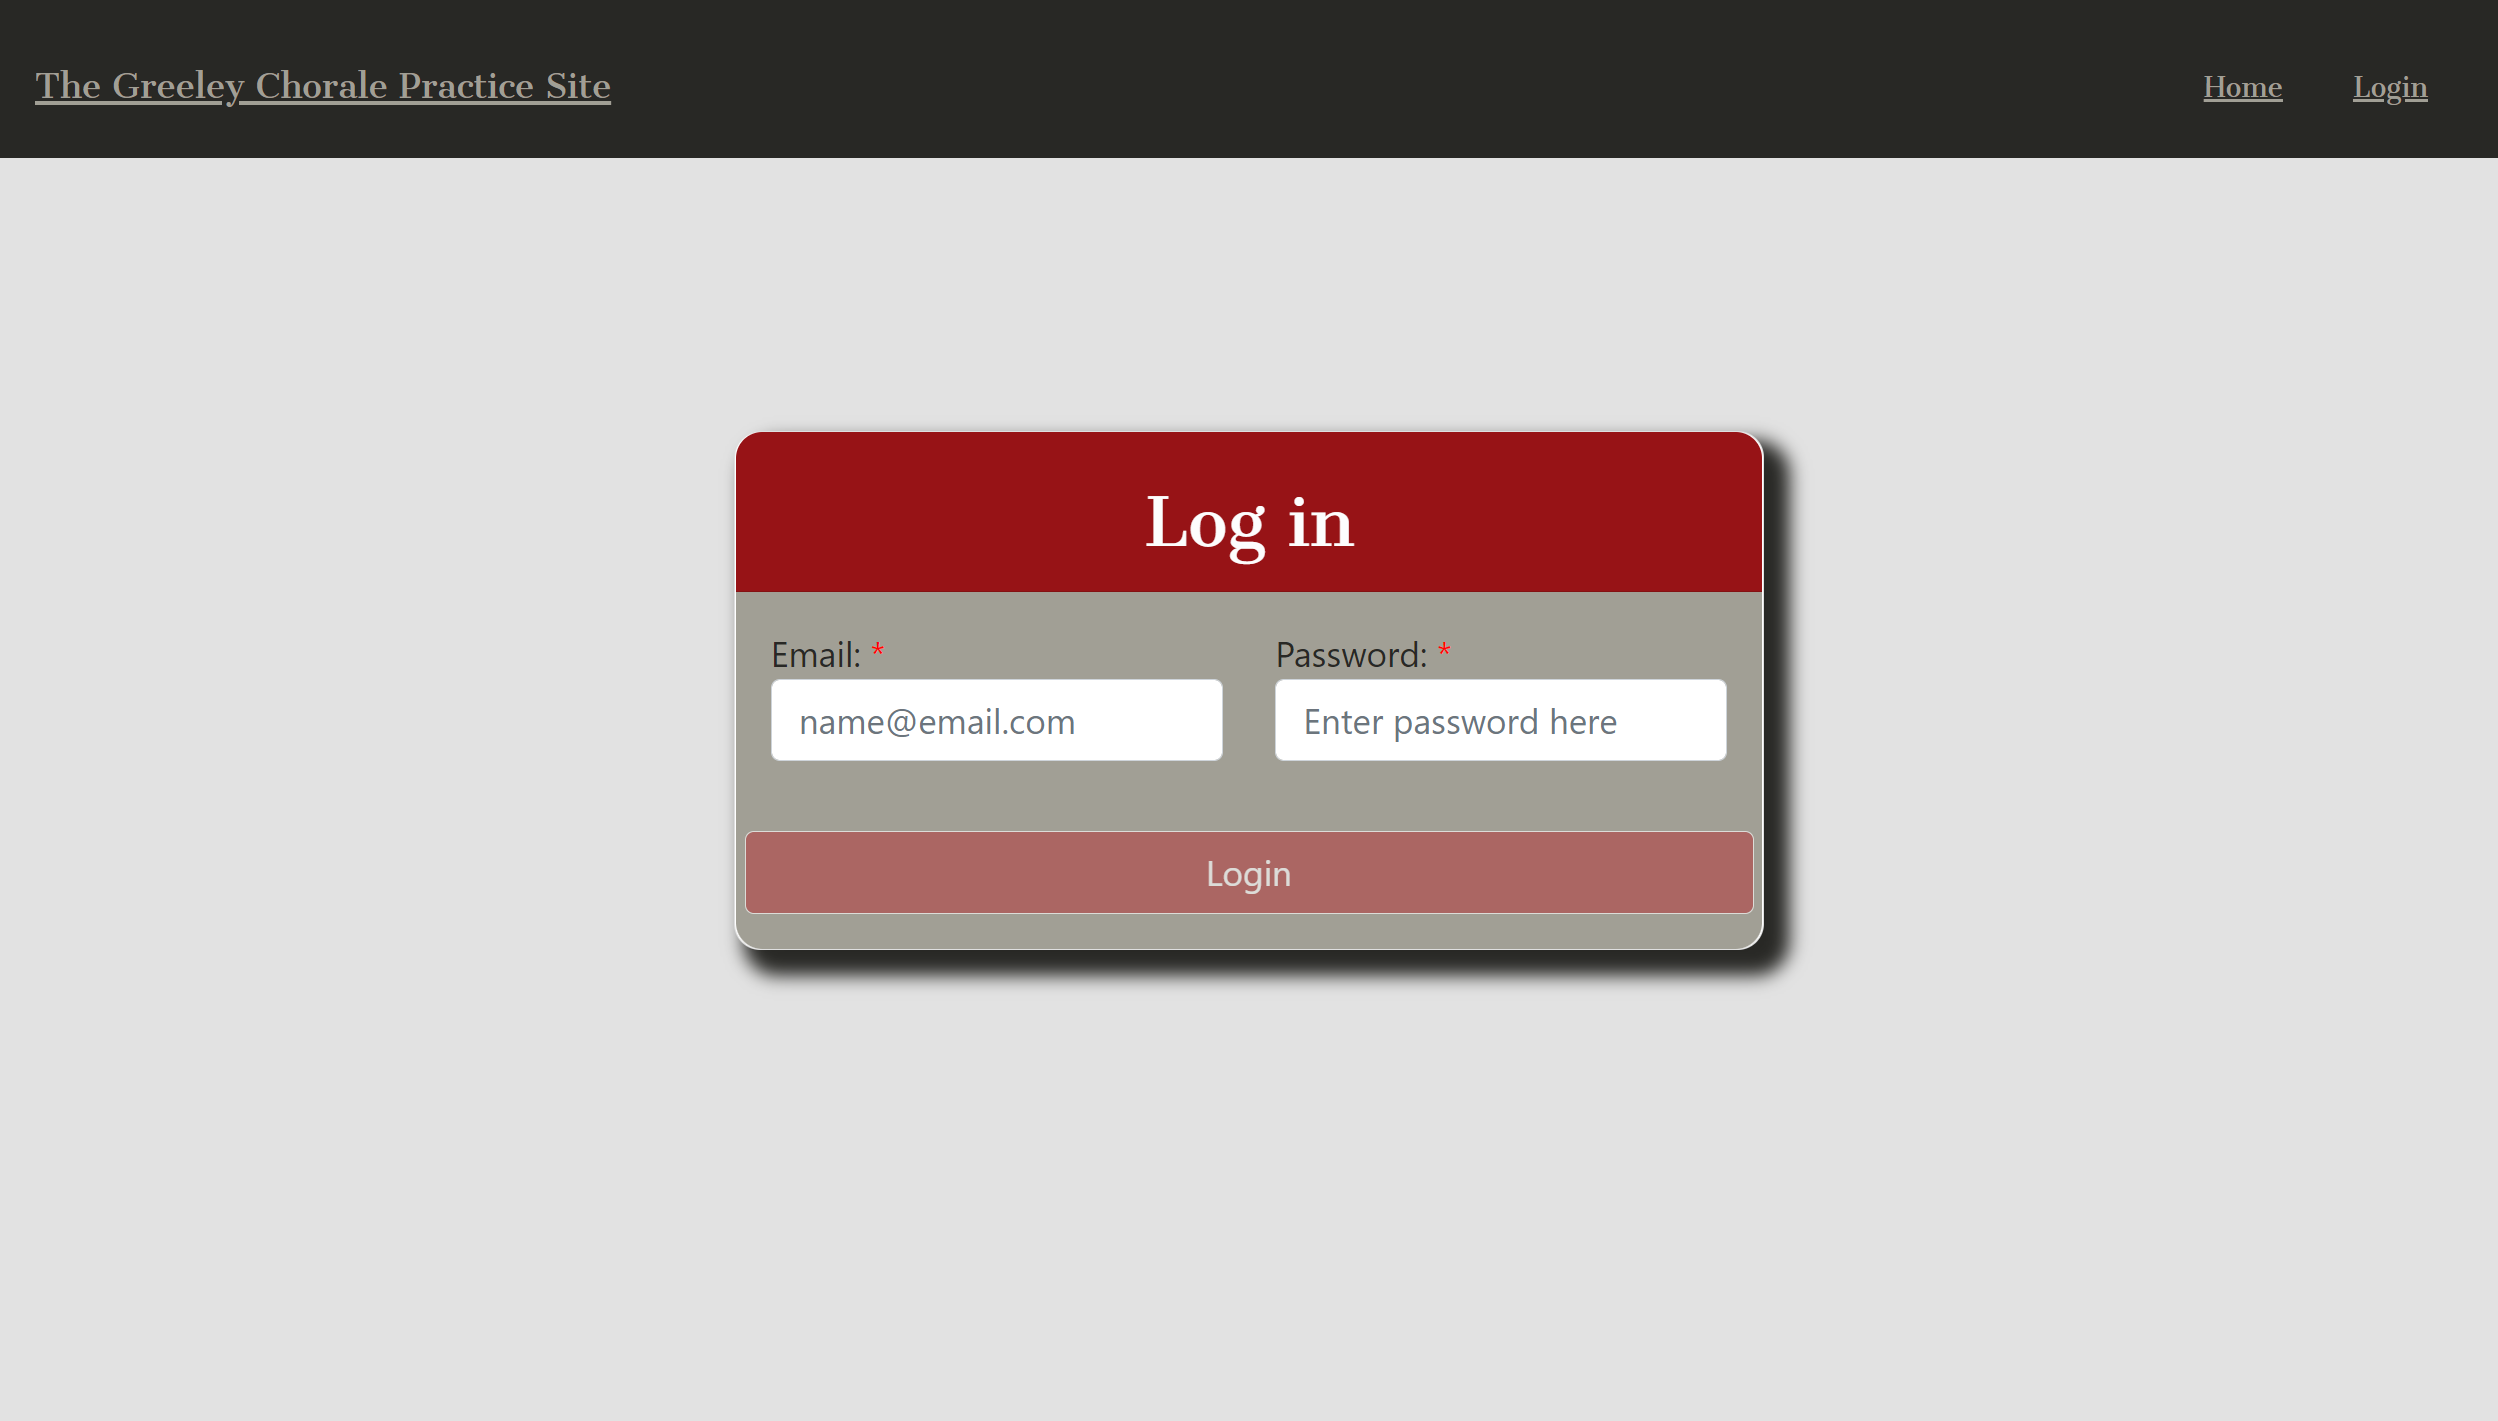 The Greeley Chorale Practice Site
Home Login
Log in
Email: * Password: *
name@email.com Enter password here
Login